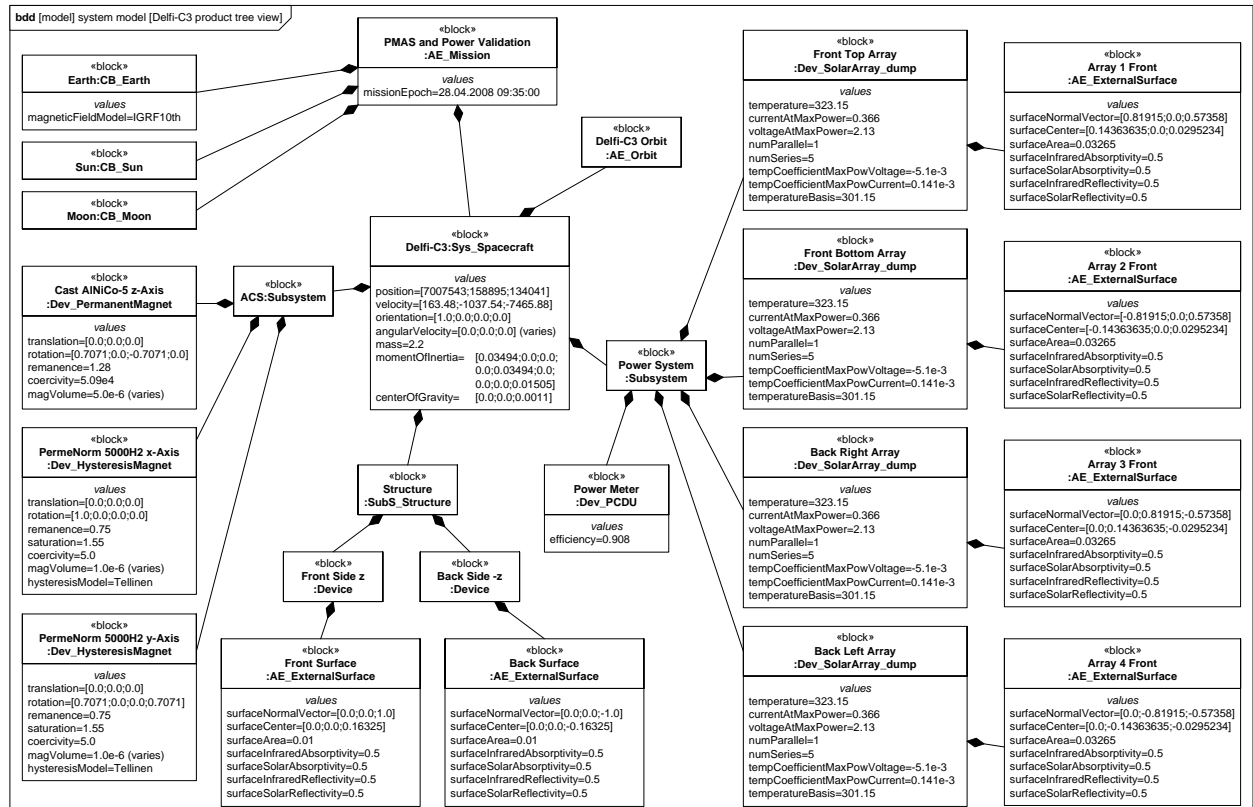 bdd [model] system model [Delfi-C3 product tree view]
«block»
PMAS and Power Validation
:AE_Mission
values
missionEpoch=28.04.2008 09:35:00
«block»
Earth:CB_Earth
values
magneticFieldModel=IGRF10th
«block»
Sun:CB_Sun
«block»
Moon:CB_Moon
«block»
Delfi-C3 Orbit
:AE_Orbit
«block»
Delfi-C3:Sys_Spacecraft
values
position=[7007543;158895;134041]
velocity=[163.48;-1037.54;-7465.88]
orientation=[1.0;0.0;0.0;0.0]
angularVelocity=[0.0;0.0;0.0] (varies)
mass=2.2
momentOfInertia= [0.03494;0.0;0.0;
0.0;0.03494;0.0;
0.0;0.0;0.01505]
centerOfGravity= [0.0;0.0;0.0011]
«block»
ACS:Subsystem
«block»
Cast AlNiCo-5 z-Axis
:Dev_PermanentMagnet
values
translation=[0.0;0.0;0.0]
rotation=[0.7071;0.0;-0.7071;0.0]
remanence=1.28
coercivity=5.09e4
magVolume=5.0e-6 (varies)
«block»
PermeNorm 5000H2 x-Axis
:Dev_HysteresisMagnet
values
translation=[0.0;0.0;0.0]
rotation=[1.0;0.0;0.0;0.0]
remanence=0.75
saturation=1.55
coercivity=5.0
magVolume=1.0e-6 (varies)
hysteresisModel=Tellinen
«block»
PermeNorm 5000H2 y-Axis
:Dev_HysteresisMagnet
values
translation=[0.0;0.0;0.0]
rotation=[0.7071;0.0;0.0;0.7071]
remanence=0.75
saturation=1.55
coercivity=5.0
magVolume=1.0e-6 (varies)
hysteresisModel=Tellinen
«block»
Structure
:SubS_Structure
«block»
Front Side z
:Device
«block»
Back Side -z
:Device
«block»
Front Surface
:AE_ExternalSurface
values
surfaceNormalVector=[0.0;0.0;1.0]
surfaceCenter=[0.0;0.0;0.16325]
surfaceArea=0.01
surfaceInfraredAbsorptivity=0.5
surfaceSolarAbsorptivity=0.5
surfaceInfraredReflectivity=0.5
surfaceSolarReflectivity=0.5
«block»
Back Surface
:AE_ExternalSurface
values
surfaceNormalVector=[0.0;0.0;-1.0]
surfaceCenter=[0.0;0.0;-0.16325]
surfaceArea=0.01
surfaceInfraredAbsorptivity=0.5
surfaceSolarAbsorptivity=0.5
surfaceInfraredReflectivity=0.5
surfaceSolarReflectivity=0.5
«block»
Power System
:Subsystem
«block»
Power Meter
:Dev_PCDU
values
efficiency=0.908
«block»
Front Top Array
:Dev_SolarArray_dump
values
temperature=323.15
currentAtMaxPower=0.366
voltageAtMaxPower=2.13
numParallel=1
numSeries=5
tempCoefficientMaxPowVoltage=-5.1e-3
tempCoefficientMaxPowCurrent=0.141e-3
temperatureBasis=301.15
«block»
Array 1 Front
:AE_ExternalSurface
values
surfaceNormalVector=[0.81915;0.0;0.57358]
surfaceCenter=[0.14363635;0.0;0.0295234]
surfaceArea=0.03265
surfaceInfraredAbsorptivity=0.5
surfaceSolarAbsorptivity=0.5
surfaceInfraredReflectivity=0.5
surfaceSolarReflectivity=0.5
«block»
Front Bottom Array
:Dev_SolarArray_dump
values
temperature=323.15
currentAtMaxPower=0.366
voltageAtMaxPower=2.13
numParallel=1
numSeries=5
tempCoefficientMaxPowVoltage=-5.1e-3
tempCoefficientMaxPowCurrent=0.141e-3
temperatureBasis=301.15
«block»
Array 2 Front
:AE_ExternalSurface
values
surfaceNormalVector=[-0.81915;0.0;0.57358]
surfaceCenter=[-0.14363635;0.0;0.0295234]
surfaceArea=0.03265
surfaceInfraredAbsorptivity=0.5
surfaceSolarAbsorptivity=0.5
surfaceInfraredReflectivity=0.5
surfaceSolarReflectivity=0.5
«block»
Back Right Array
:Dev_SolarArray_dump
values
temperature=323.15
currentAtMaxPower=0.366
voltageAtMaxPower=2.13
numParallel=1
numSeries=5
tempCoefficientMaxPowVoltage=-5.1e-3
tempCoefficientMaxPowCurrent=0.141e-3
temperatureBasis=301.15
«block»
Array 3 Front
:AE_ExternalSurface
values
surfaceNormalVector=[0.0;0.81915;-0.57358]
surfaceCenter=[0.0;0.14363635;-0.0295234]
surfaceArea=0.03265
surfaceInfraredAbsorptivity=0.5
surfaceSolarAbsorptivity=0.5
surfaceInfraredReflectivity=0.5
surfaceSolarReflectivity=0.5
«block»
Back Left Array
:Dev_SolarArray_dump
values
temperature=323.15
currentAtMaxPower=0.366
voltageAtMaxPower=2.13
numParallel=1
numSeries=5
tempCoefficientMaxPowVoltage=-5.1e-3
tempCoefficientMaxPowCurrent=0.141e-3
temperatureBasis=301.15
«block»
Array 4 Front
:AE_ExternalSurface
values
surfaceNormalVector=[0.0;-0.81915;-0.57358]
surfaceCenter=[0.0;-0.14363635;-0.0295234]
surfaceArea=0.03265
surfaceInfraredAbsorptivity=0.5
surfaceSolarAbsorptivity=0.5
surfaceInfraredReflectivity=0.5
surfaceSolarReflectivity=0.5